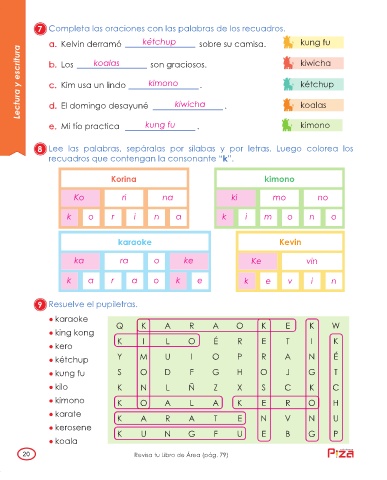 Lectura y escritura
7 Completa las oraciones con las palabras de los recuadros.
a. Kelvin derramó kétchup sobre su camisa. kung fu
b. Los koalas son graciosos. kiwicha
c. Kim usa un lindo kimono. kétchup
d. El domingo desayuné kiwicha. koalas
e. Mi tío practica kung fu. kimono
8 Lee las palabras, sepáralas por sílabas y por letras. Luego colorea los
recuadros que contengan la consonante "k".
Korina kimono
Ko ri na ki mo no
k o r i n a k i m o n o
karaoke Kevin
ka ra o ke Ke vin
k a r a o k e k e v i n
9 Resuelve el pupiletras.
• karaoke
• king kong
• kero
• kétchup
• kung fu
• kilo
• kimono
• karate
• kerosene
• koala
Q K A R A O K E K W
K I L O É R E T I K
Y M U I O P R A N É
S O D F G H O J G T
K N L Ñ Z X S C K C
K O A L A K E R O H
K A R A T E N V N U
K U N G F U E B G P
20 Revisa tu Libro de Área (pág. 79)